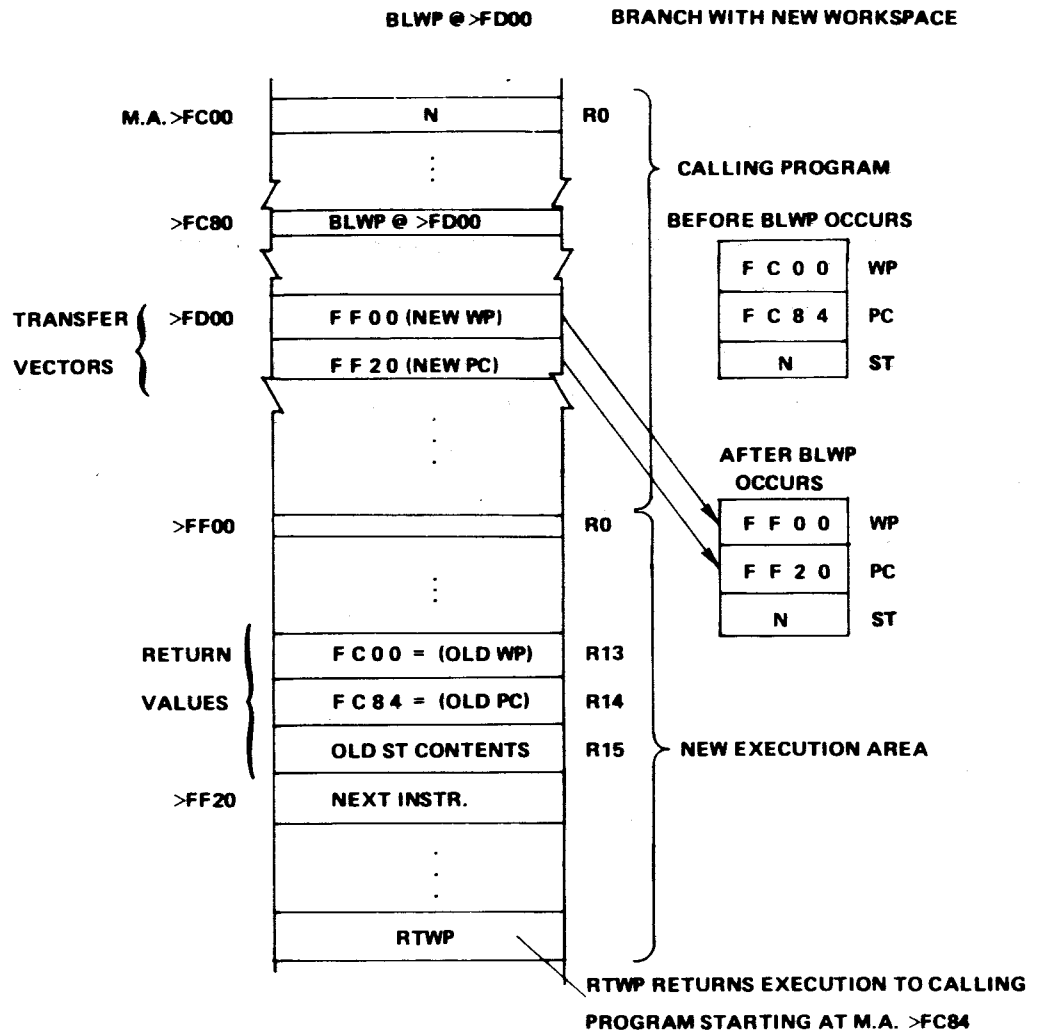 BLWP @ >FD00 BRANCH WITH NEW WORKSPACE
M.A. >FC00 N R0
CALLING PROGRAM
>FC80 BLWP @ >FD00
BEFORE BLWP OCCURS
F C 0 0 WP
F C 8 4 PC
N ST
TRANSFER
VECTORS
>FD00 F F 0 0 (NEW WP)
F F 2 0 (NEW PC)
AFTER BLWP
OCCURS
F F 0 0 WP
F F 2 0 PC
N ST
>FF00 R0
RETURN
VALUES
F C 0 0 = (OLD WP) R13
F C 8 4 = (OLD PC) R14
OLD ST CONTENTS R15
NEW EXECUTION AREA
>FF20 NEXT INSTR.
RTWP
RTWP RETURNS EXECUTION TO CALLING
PROGRAM STARTING AT M.A. >FC84